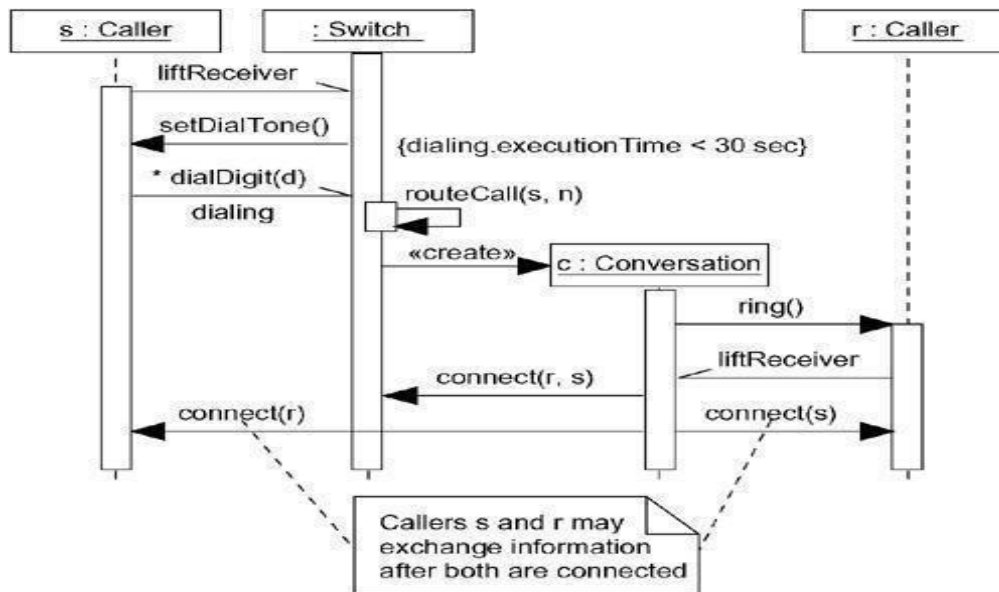 s : Caller
: Switch
r : Caller
liftReceiver
setDialTone()
{dialing.executionTime < 30 sec}
* dialDigit(d)
dialing
routeCall(s, n)
«create»
c : Conversation
ring()
liftReceiver
connect(r, s)
connect(r)
connect(s)
Callers s and r may
exchange information
after both are connected